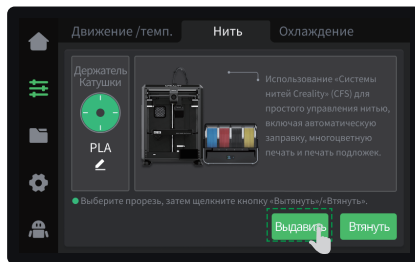 Движение /темп.
Нить
Охлаждение
Держатель
Катушки
PLA
Использование «Системы
нитей Creality» (CFS) для
простого управления нитью,
включая автоматическую
заправку, многоцветную
печать и печать подложек.
Выберите прорезь, затем щелкните кнопку «Вытянуть»/«Втянуть».
Выдавить
Втянуть